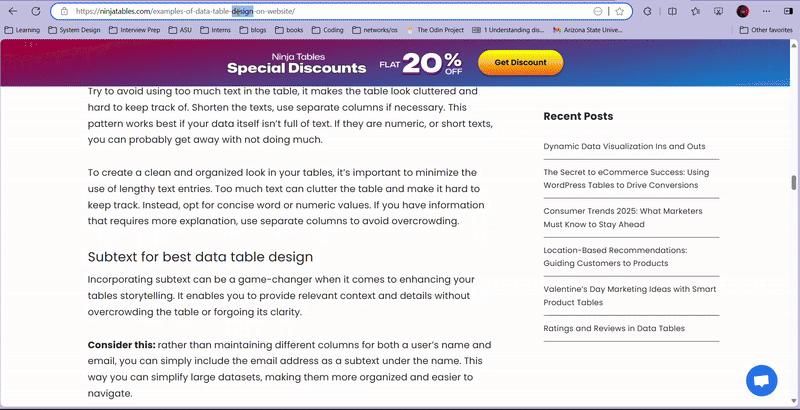 https://ninjatables.com/examples-of-data-table-design-on-website/
Learning
System Design
Interview Prep
ASU
Interns
blogs
books
Coding
networks/os
The Odin Project
1 Understanding dis...
Arizona State Unive...
Other favorites
Ninja Tables
Special Discounts
FLAT 20% OFF
Get Discount
Try to avoid using too much text in the table, it makes the table look cluttered and
hard to keep track of. Shorten the texts, use separate columns if necessary. This
pattern works best if your data itself isn't full of text. If they are numeric, or short texts,
you can probably get away with not doing much.
To create a clean and organized look in your tables, it's important to minimize the
use of lengthy text entries. Too much text can clutter the table and make it hard to
keep track. Instead, opt for concise word or numeric values. If you have information
that requires more explanation, use separate columns to avoid overcrowding.
Subtext for best data table design
Incorporating subtext can be a game-changer when it comes to enhancing your
tables storytelling. It enables you to provide relevant context and details without
overcrowding the table or forgoing its clarity.
Consider this: rather than maintaining different columns for both a user's name and
email, you can simply include the email address as a subtext under the name. This
way you can simplify large datasets, making them more organized and easier to
navigate.
Recent Posts
Dynamic Data Visualization Ins and Outs
The Secret to eCommerce Success: Using
WordPress Tables to Drive Conversions
Consumer Trends 2025: What Marketers
Must Know to Stay Ahead
Location-Based Recommendations:
Guiding Customers to Products
Valentine's Day Marketing Ideas with Smart
Product Tables
Ratings and Reviews in Data Tables